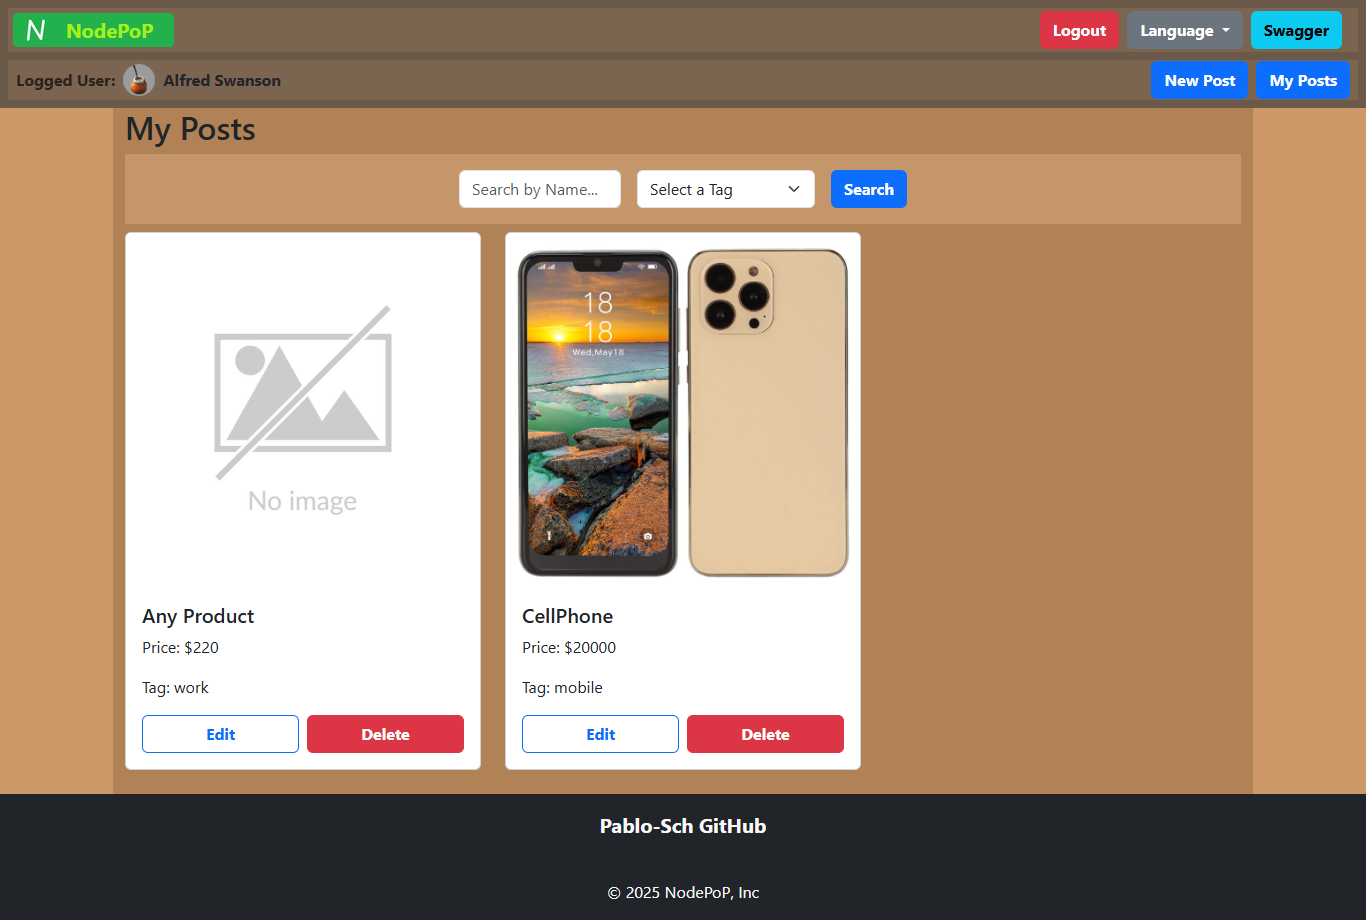 N NodePoP
Logout
Language
Swagger
Logged User:
Alfred Swanson
New Post
My Posts
My Posts
Search by Name...
Select a Tag
Search
No image
18
18
Wed,May18
Any Product
Price: $220
Tag: work
Edit
Delete
CellPhone
Price: $20000
Tag: mobile
Edit
Delete
Pablo-Sch GitHub
© 2025 NodePoP, Inc